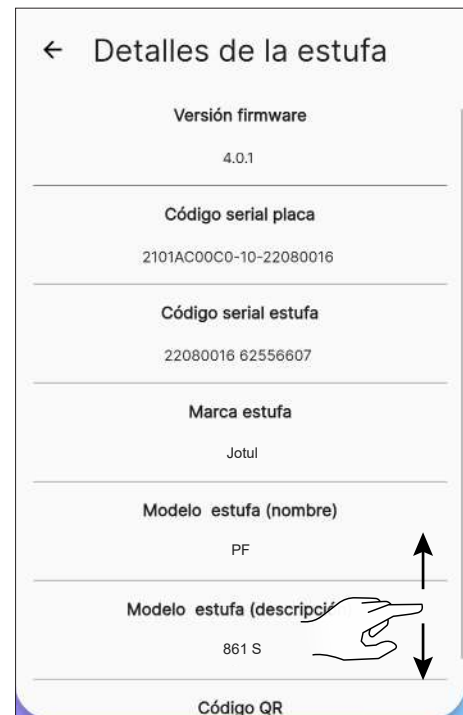 Detalles de la estufa
Versión firmware
4.0.1
Código serial placa
2101AC00C0-10-22080016
Código serial estufa
22080016 62556607
Marca estufa
Jotul
Modelo estufa (nombre)
PF
Modelo estufa (descripció
861 S
Código QR